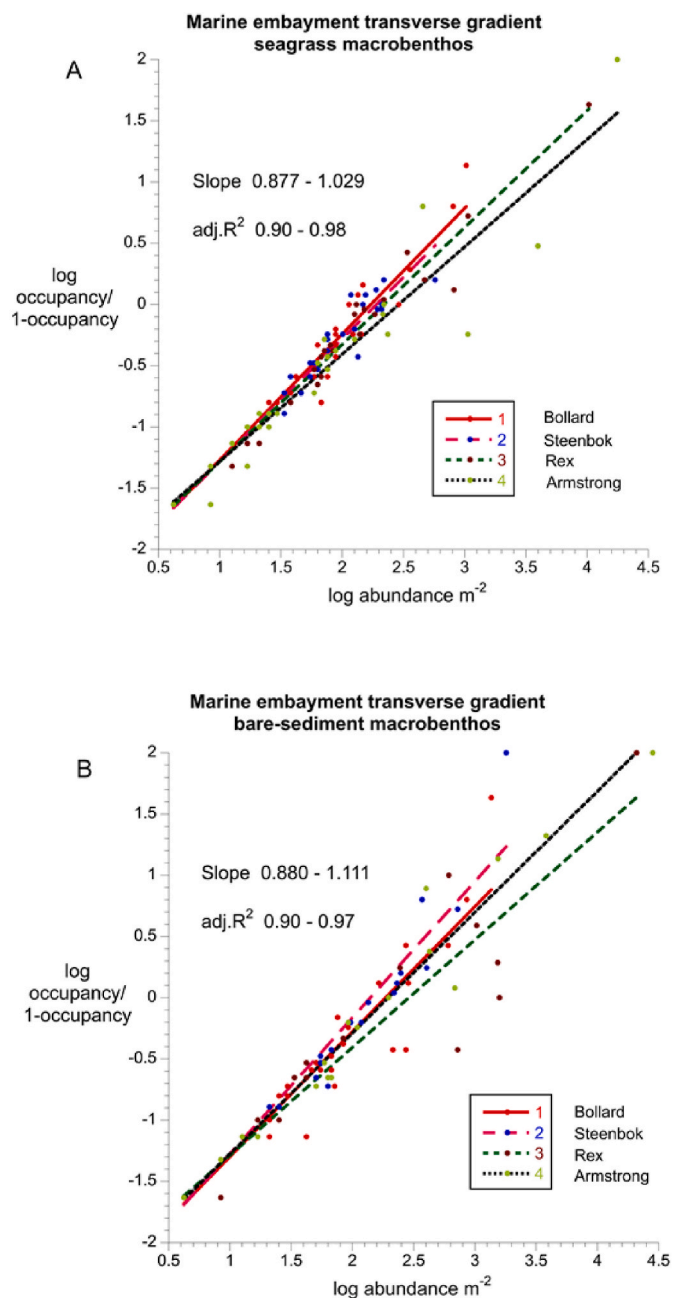 Marine embayment transverse gradient
seagrass macrobenthos
A
2
1.5
1
0.5
0
-0.5
-1
-1.5
-2
Slope 0.877 - 1.029
adj.R2 0.90 - 0.98
log
occupancy/
1-occupancy
1 Bollard
2 Steenbok
3 Rex
4 Armstrong
0.5 1 1.5 2 2.5 3 3.5 4 4.5
log abundance m-2
Marine embayment transverse gradient
bare-sediment macrobenthos
B
2
1.5
1
0.5
0
-0.5
-1
-1.5
-2
Slope 0.880 - 1.111
adj.R2 0.90 - 0.97
log
occupancy/
1-occupancy
1 Bollard
2 Steenbok
3 Rex
4 Armstrong
0.5 1 1.5 2 2.5 3 3.5 4 4.5
log abundance m-2